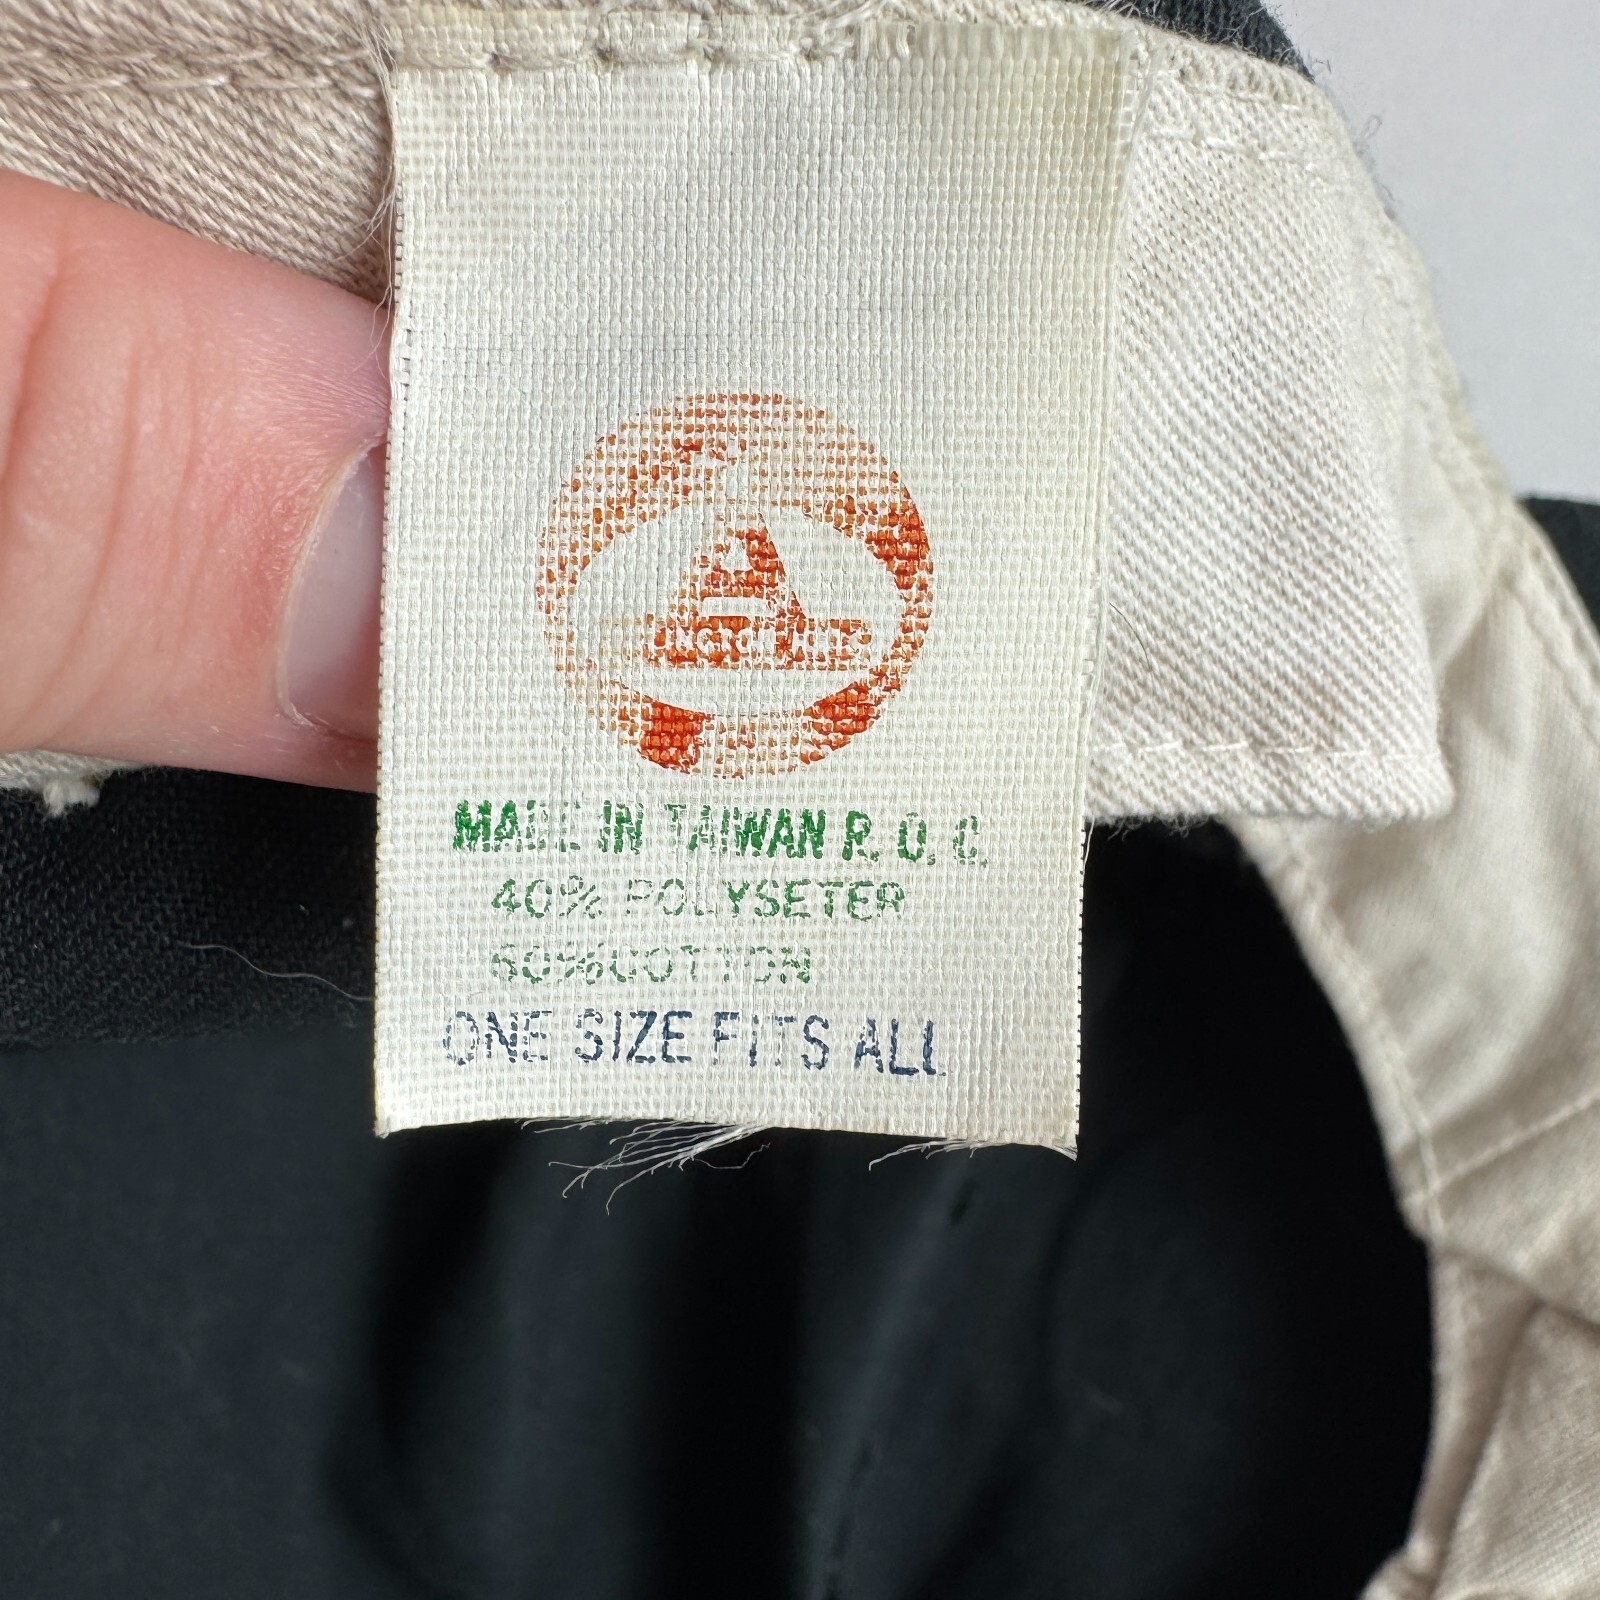 MADE IN TAIWAN R.O.C.
40% POLYSETER
60% COTTON
ONE SIZE FITS ALL